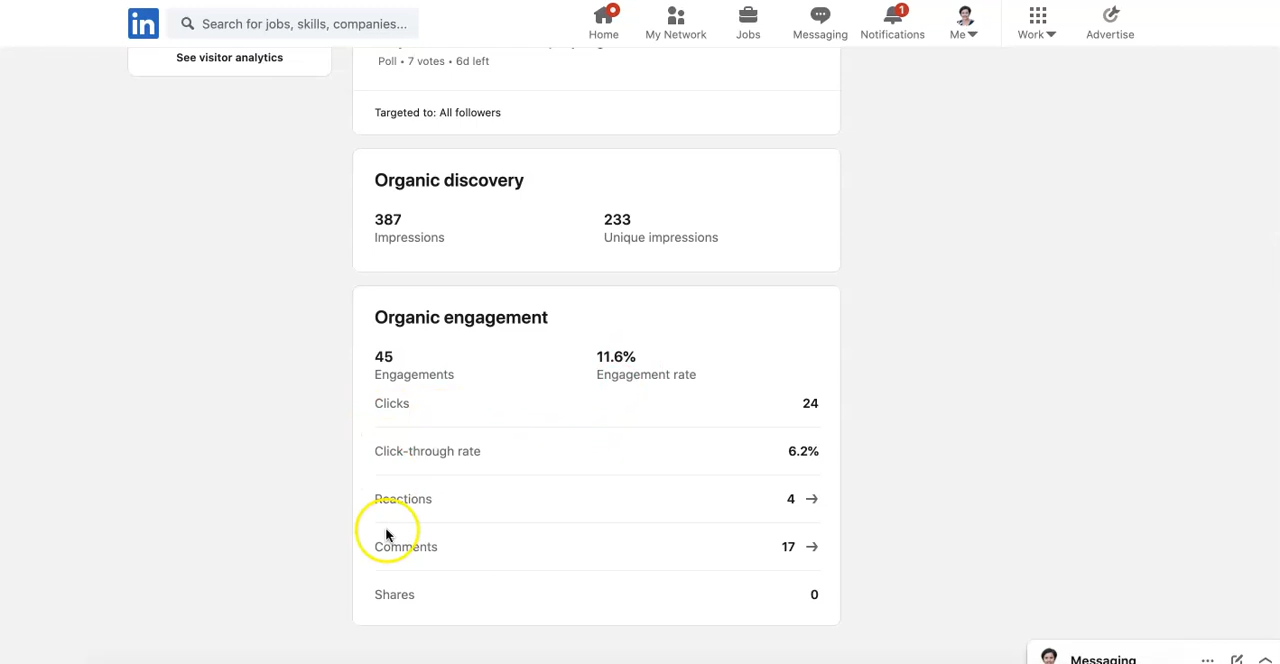 in
Search for jobs, skills, companies...
1
Home
My Network
Jobs
Messaging
Notifications
Me
Work
Advertise
See visitor analytics
Poll • 7 votes • 6d left
Targeted to: All followers
Organic discovery
387
233
Impressions
Unique impressions
Organic engagement
45
11.6%
Engagements
Engagement rate
Clicks
24
Click-through rate
6.2%
Reactions
4
Comments
17
Shares
0
Messaging